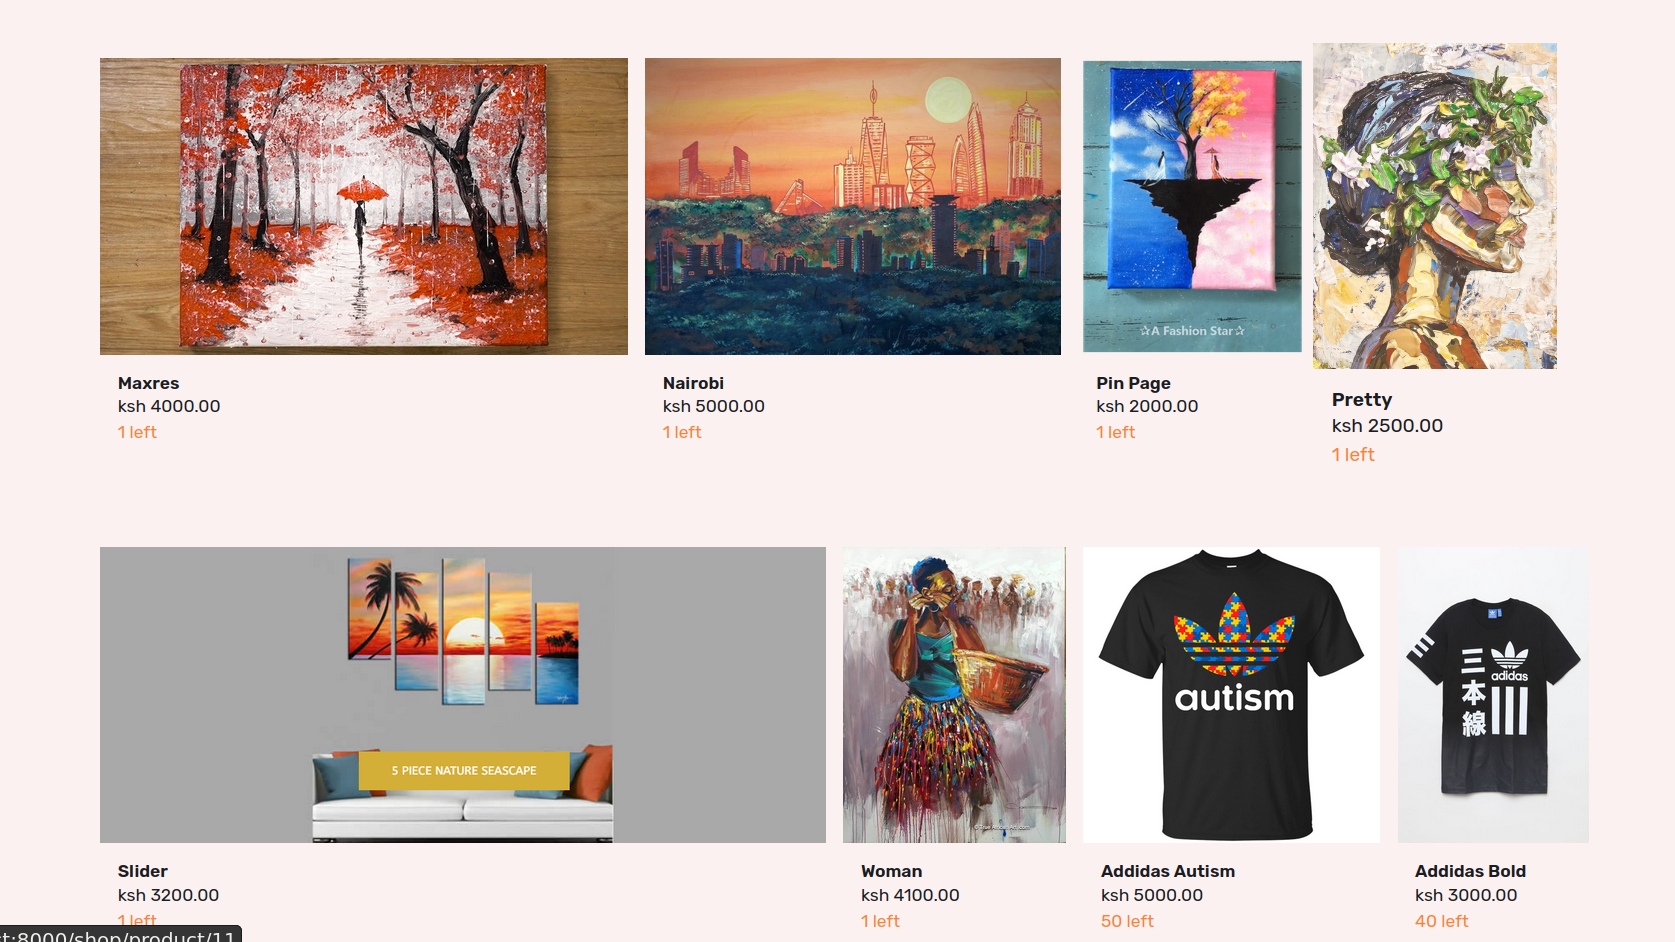 ☆A Fashion Star☆
Maxres
ksh 4000.00
1 left
Nairobi
ksh 5000.00
1 left
Pin Page
ksh 2000.00
1 left
Pretty
ksh 2500.00
1 left
5 PIECE NATURE SEASCAPE
autism
adidas
三本線
Slider
ksh 3200.00
1 left
Woman
ksh 4100.00
1 left
Addidas Autism
ksh 5000.00
50 left
Addidas Bold
ksh 3000.00
40 left
t:8000/shop/product/11